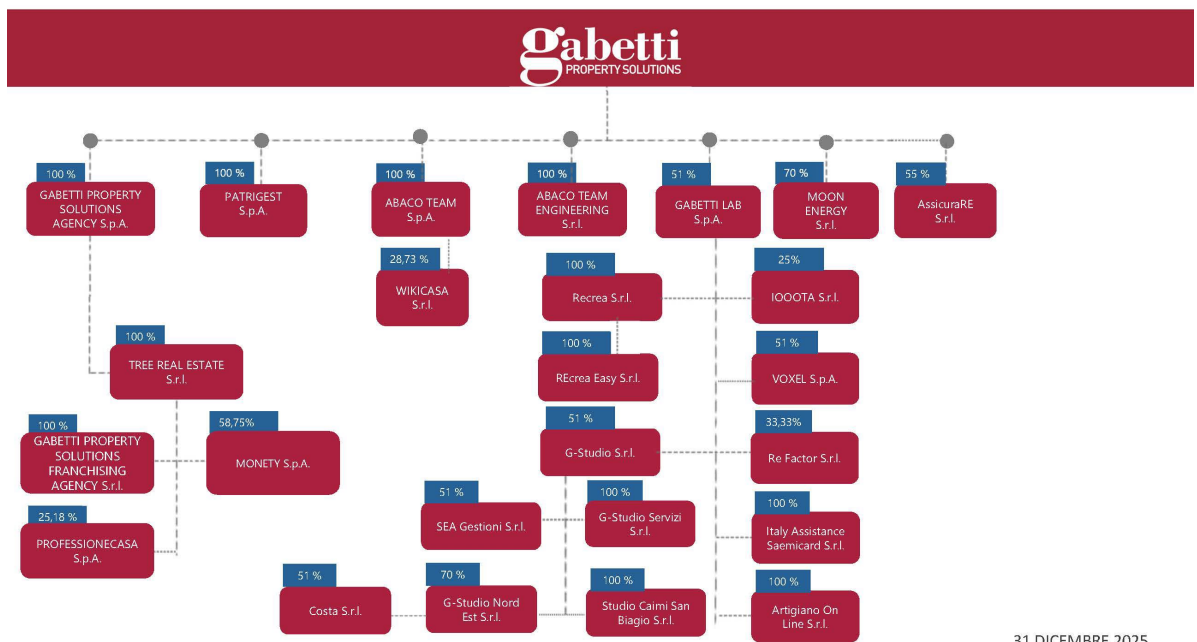 gabetti
PROPERTY SOLUTIONS
100 %
GABETTI PROPERTY
SOLUTIONS
AGENCY S.p.A.
100 %
PATRIGEST
S.p.A.
100 %
ABACO TEAM
S.p.A.
100 %
ABACO TEAM
ENGINEERING
S.r.l.
51 %
GABETTI LAB
S.p.A.
70 %
MOON
ENERGY
S.r.l.
55 %
AssicuraRE S.r.l.
28,73 %
WIKICASA
S.r.l.
100 %
Recrea S.r.l.
25%
IOOOTA S.r.l.
100 %
TREE REAL ESTATE
S.r.l.
100 %
REcrea Easy S.r.l.
51 %
VOXEL S.p.A.
100 %
GABETTI PROPERTY
SOLUTIONS
FRANCHISING
AGENCY S.r.l.
58,75%
MONETY S.p.A.
51 %
G-Studio S.r.l.
33,33%
Re Factor S.r.l.
25,18 %
PROFESSIONECASA
S.p.A.
51 %
SEA Gestioni S.r.l.
100 %
G-Studio Servizi
S.r.l.
100 %
Italy Assistance
Saemicard S.r.l.
51 %
Costa S.r.l.
70 %
G-Studio Nord
Est S.r.l.
100 %
Studio Caimi San
Biagio S.r.l.
100 %
Artigiano On
Line S.r.l.
31 DICEMBRE 2025